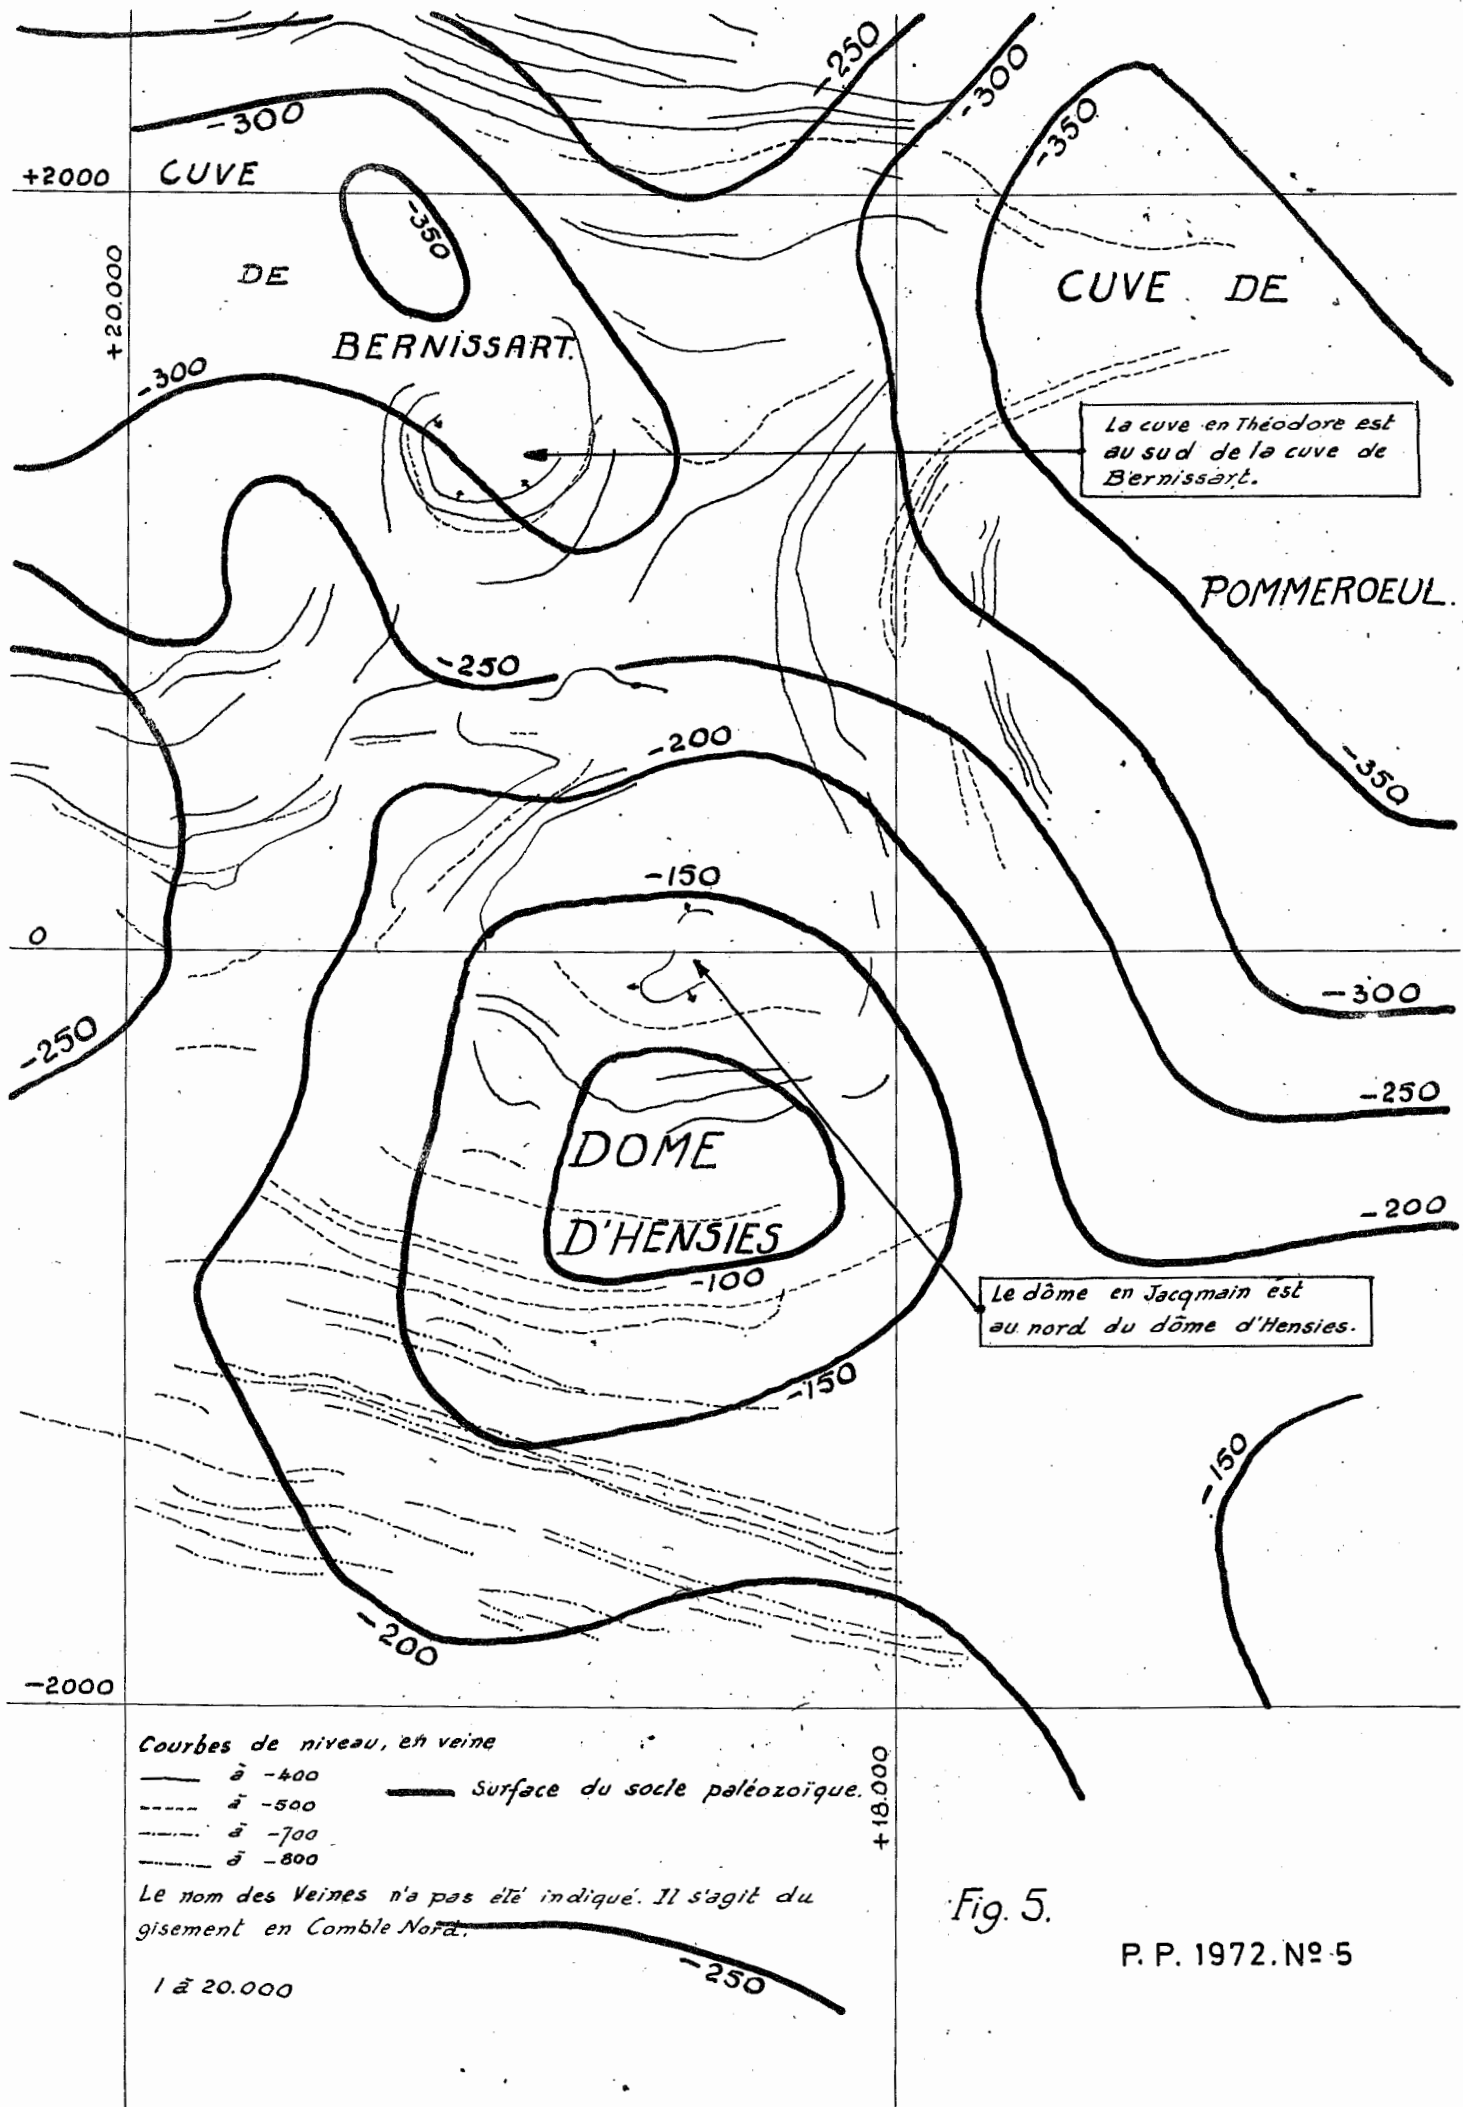 -250
-300
-350
-300
+2000
CUVE
-350
+20.000
DE
CUVE DE
BERNISSART.
-300
La cuve en Théodore est
au sud de la cuve de
Bernissart.
POMMEROEUL.
-250
-200
-350
-150
0
-300
-250
-250
DOME
D'HENSIES
-200
-100
Le dôme en Jacqmain est
au nord du dôme d'Hensies.
-150
-150
-200
-2000
Courbes de niveau, en veine
à -400
à -500
à -700
à -800
Surface du socle paléozoïque.
+18.000
Le nom des Veines n'a pas été indiqué. Il s'agit du
gisement en Comble Nord.
1 à 20.000
-250
Fig. 5.
P. P. 1972. Nº 5